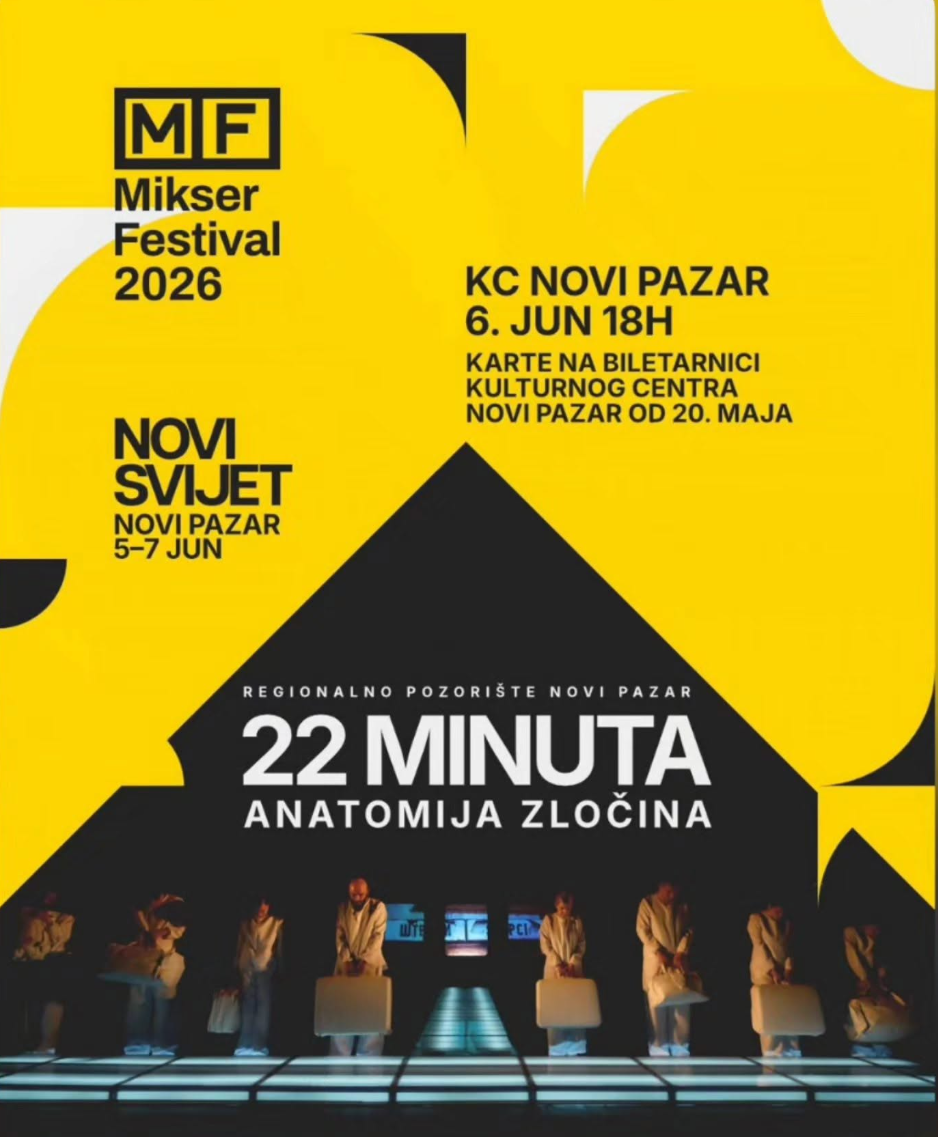 MF
Mikser
Festival
2026
KC NOVI PAZAR
6. JUN 18H
KARTE NA BILETARNICI
KULTURNOG CENTRA
NOVI PAZAR OD 20. MAJA
NOVI
SVIJET
NOVI PAZAR
5–7 JUN
REGIONALNO POZORIŠTE NOVI PAZAR
22 MINUTA
ANATOMIJA ZLOČINA